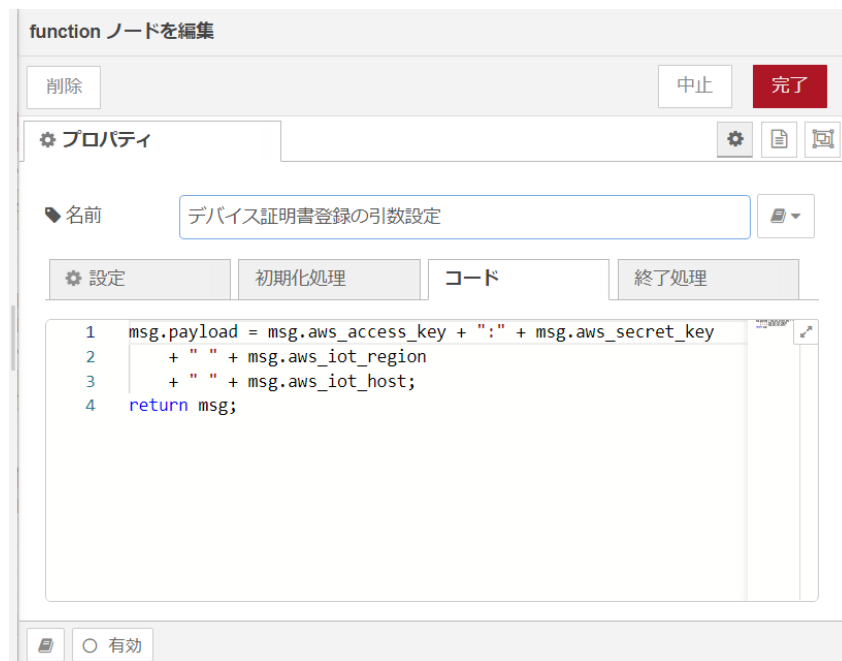 function ノードを編集
削除
中止
完了
プロパティ
名前
デバイス証明書登録の引数設定
設定
初期化処理
コード
終了処理
1 msg.payload = msg.aws_access_key + ":" + msg.aws_secret_key
2 + " " + msg.aws_iot_region
3 + " " + msg.aws_iot_host;
4 return msg;
有効